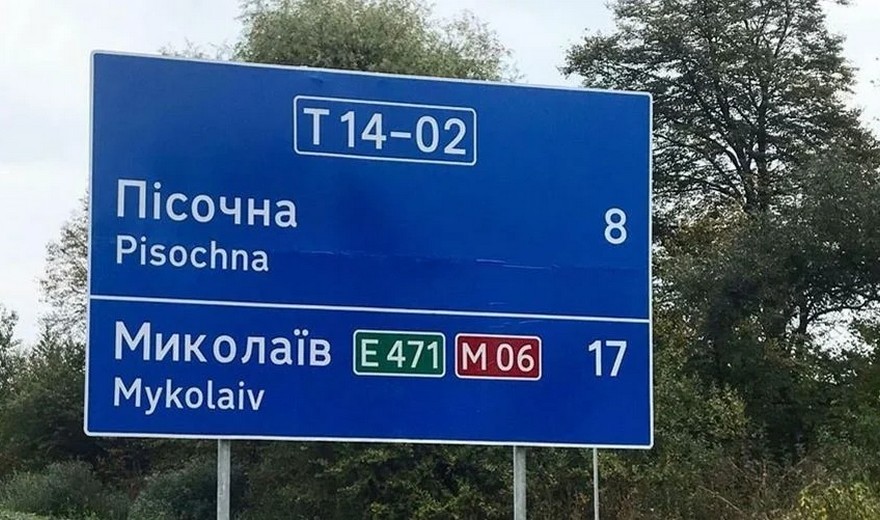 Т 14-02
Пісочна 8
Pisochna
Миколаїв E 471 M 06 17
Mykolaiv